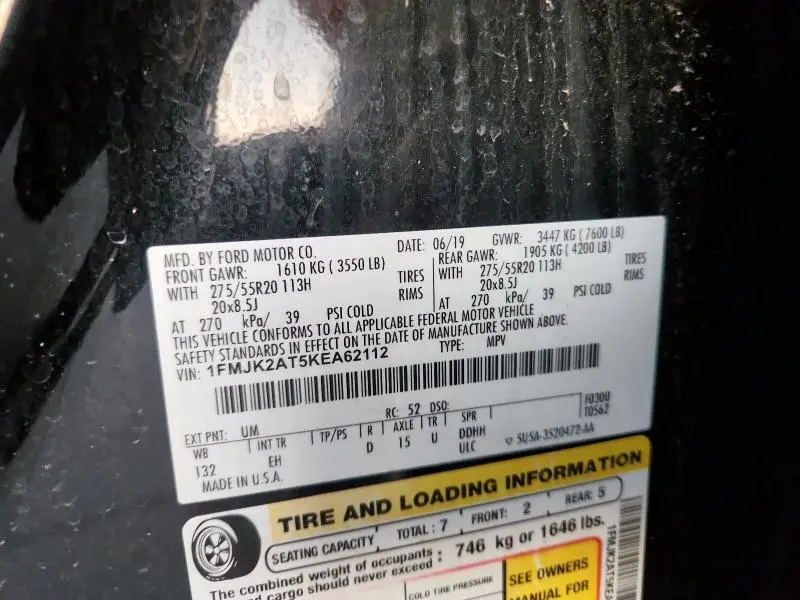 MFD. BY FORD MOTOR CO.
DATE: 06/19 GVWR: 3447 KG ( 7600 LB)
FRONT GAWR: 1610 KG ( 3550 LB)
REAR GAWR: 1905 KG ( 4200 LB)
WITH 275/55R20 113H TIRES
WITH 275/55R20 113H TIRES
20x8.5J RIMS
20x8.5J RIMS
AT 270 kPa/ 39 PSI COLD
AT 270 kPa/ 39 PSI COLD
THIS VEHICLE CONFORMS TO ALL APPLICABLE FEDERAL MOTOR VEHICLE
SAFETY STANDARDS IN EFFECT ON THE DATE OF MANUFACTURE SHOWN ABOVE.
VIN: 1FMJK2AT5KEA62112 TYPE: MPV
EXT PNT: UM RC: 52 DSO: F0300
T0562
WB INT TR TP/PS R AXLE TR SPR
132 EH D 15 U DDHH
ULC
5U5A-3520472-AA
MADE IN U.S.A.
TIRE AND LOADING INFORMATION
SEATING CAPACITY TOTAL: 7 FRONT: 2 REAR: 5
The combined weight of occupants
and cargo should never exceed : 746 kg or 1646 lbs.
COLD TIRE PRESSURE
SEE OWNERS
MANUAL FOR
1FMJK2AT5KEA